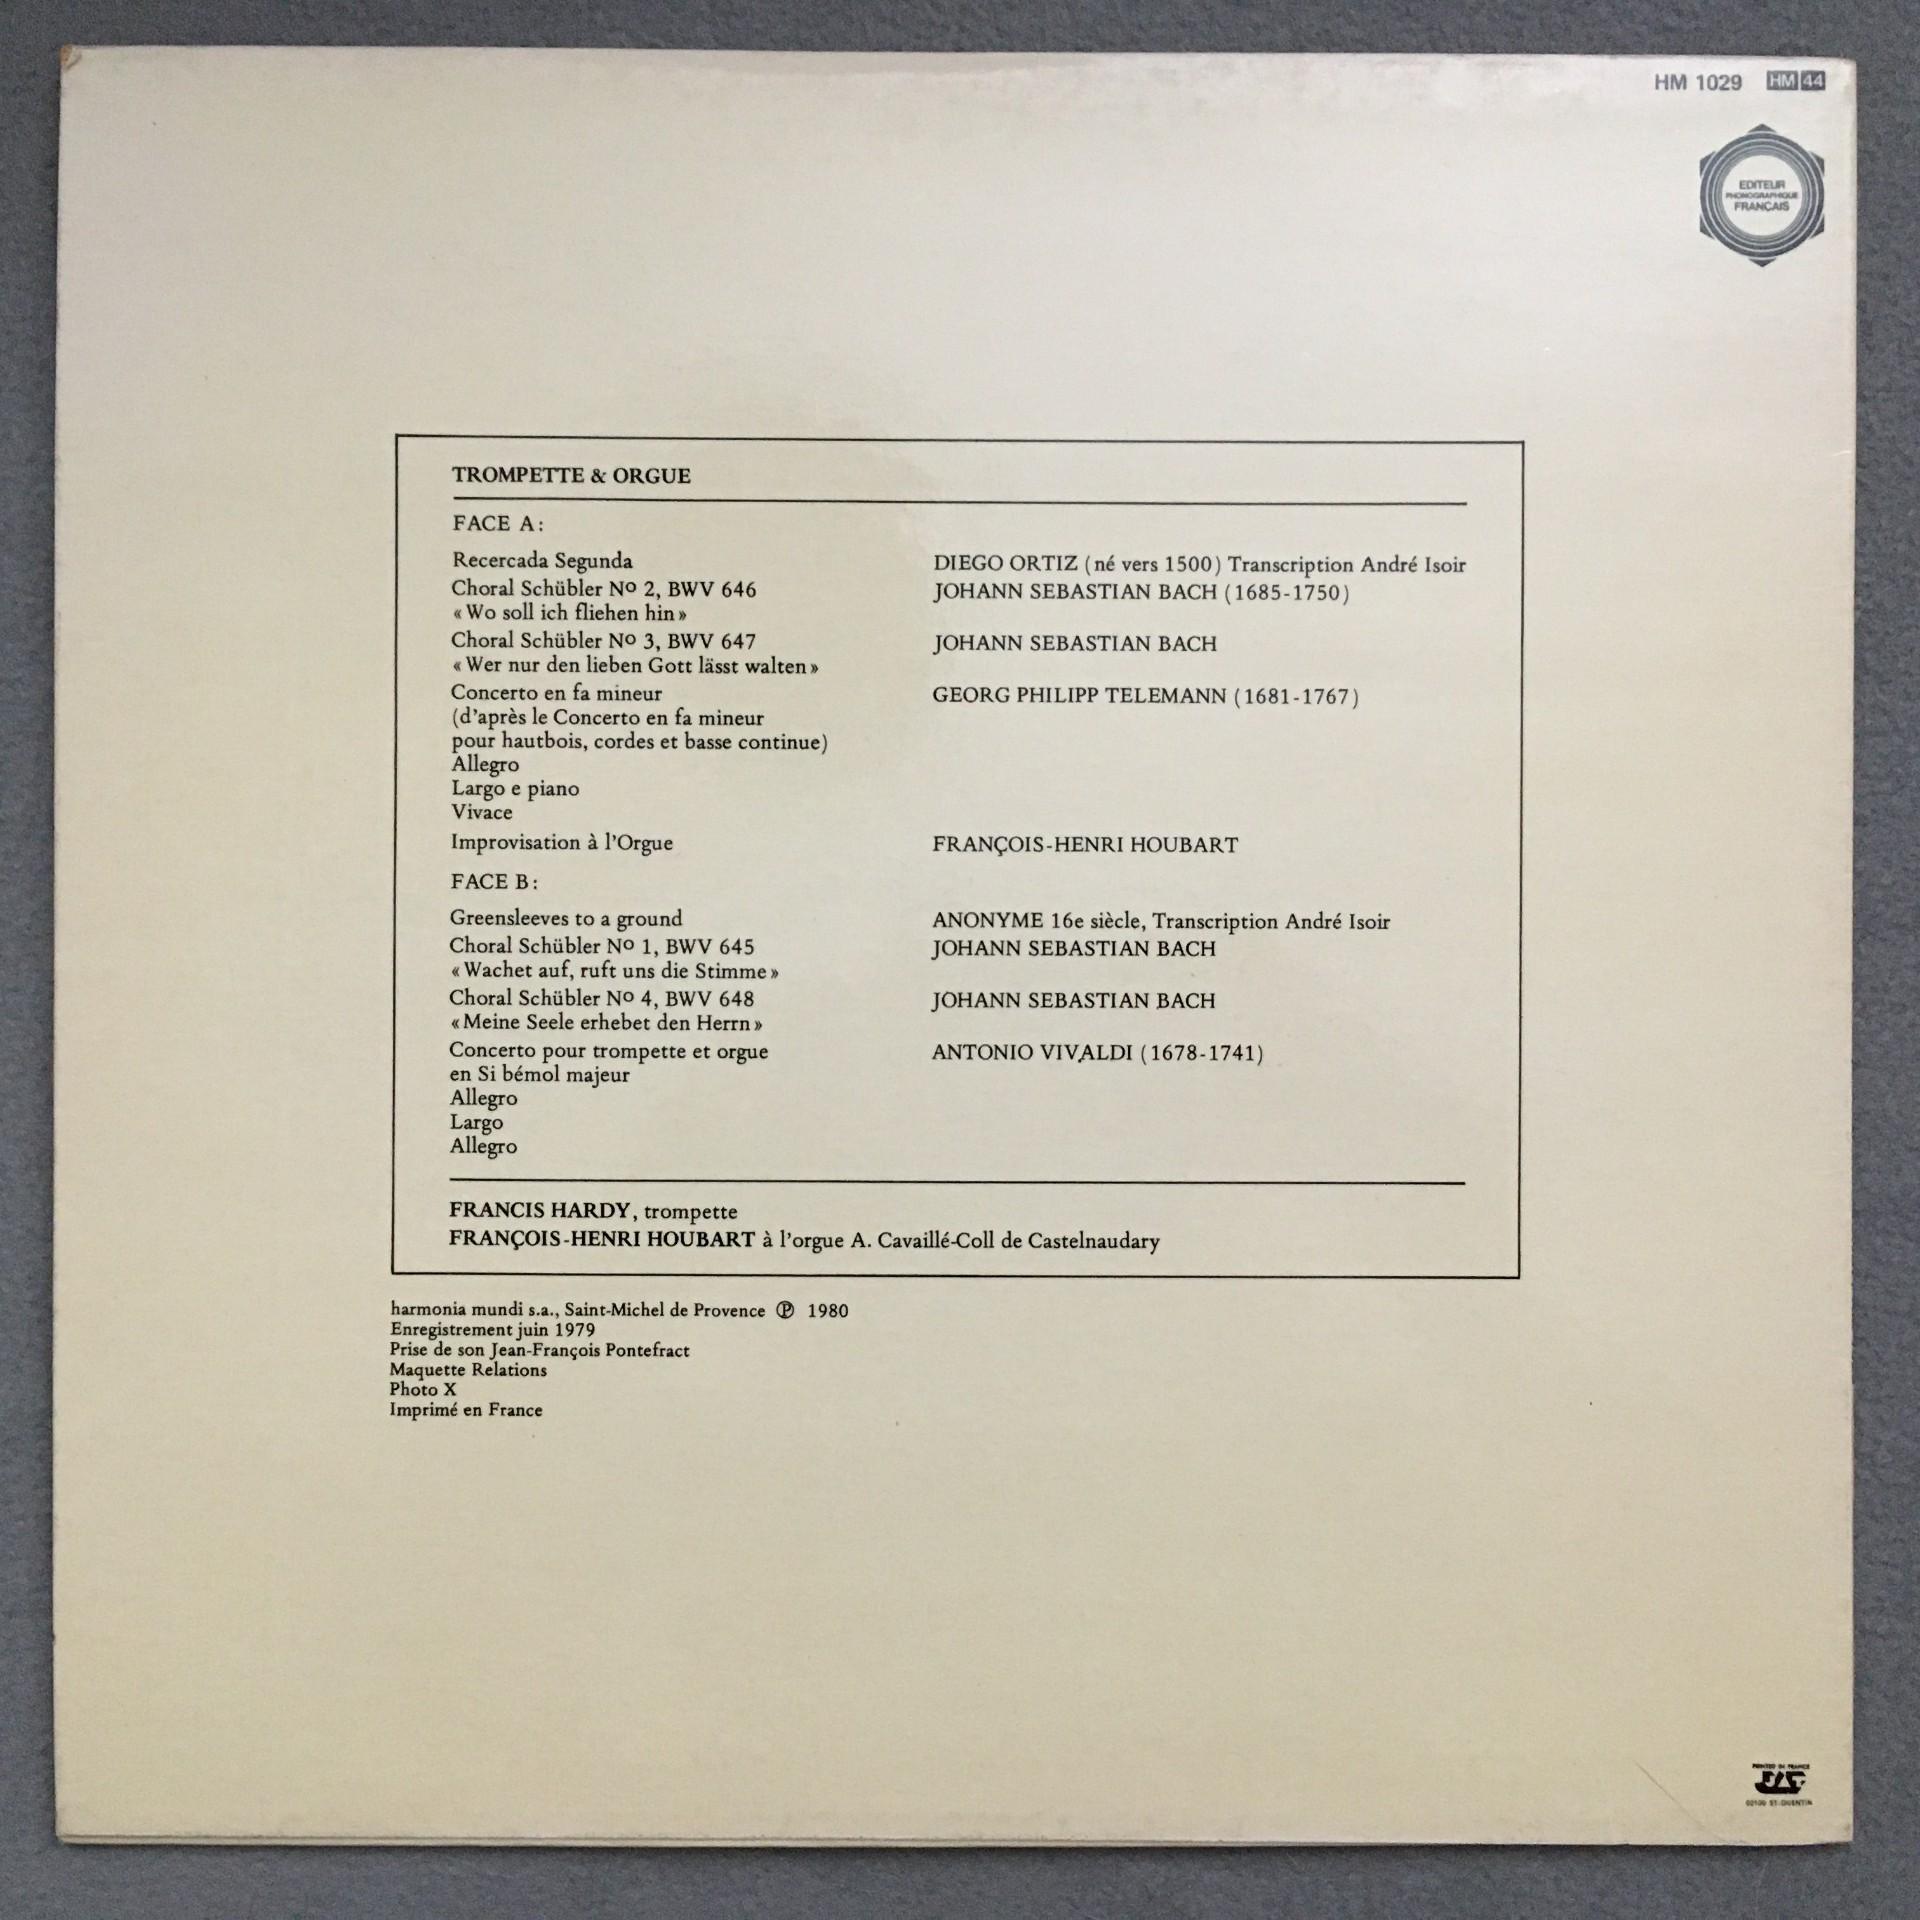 HM 1029 HM 44
EDITEUR
PHONOGRAPHIQUE
FRANÇAIS
TROMPETTE & ORGUE
FACE A:
Recercada Segunda DIEGO ORTIZ (né vers 1500) Transcription André Isoir
Choral Schübler Nº 2, BWV 646 JOHANN SEBASTIAN BACH (1685-1750)
«Wo soll ich fliehen hin»
Choral Schübler Nº 3, BWV 647 JOHANN SEBASTIAN BACH
«Wer nur den lieben Gott lässt walten»
Concerto en fa mineur GEORG PHILIPP TELEMANN (1681-1767)
(d'après le Concerto en fa mineur
pour hautbois, cordes et basse continue)
Allegro
Largo e piano
Vivace
Improvisation à l'Orgue FRANÇOIS-HENRI HOUBART
FACE B:
Greensleeves to a ground ANONYME 16e siècle, Transcription André Isoir
Choral Schübler Nº 1, BWV 645 JOHANN SEBASTIAN BACH
«Wachet auf, ruft uns die Stimme»
Choral Schübler Nº 4, BWV 648 JOHANN SEBASTIAN BACH
«Meine Seele erhebet den Herrn»
Concerto pour trompette et orgue ANTONIO VIVALDI (1678-1741)
en Si bémol majeur
Allegro
Largo
Allegro
FRANCIS HARDY, trompette
FRANÇOIS-HENRI HOUBART à l'orgue A. Cavaillé-Coll de Castelnaudary
harmonia mundi s.a., Saint-Michel de Provence ℗ 1980
Enregistrement juin 1979
Prise de son Jean-François Pontefract
Maquette Relations
Photo X
Imprimé en France
PRINTED IN FRANCE
02100 ST-QUENTIN